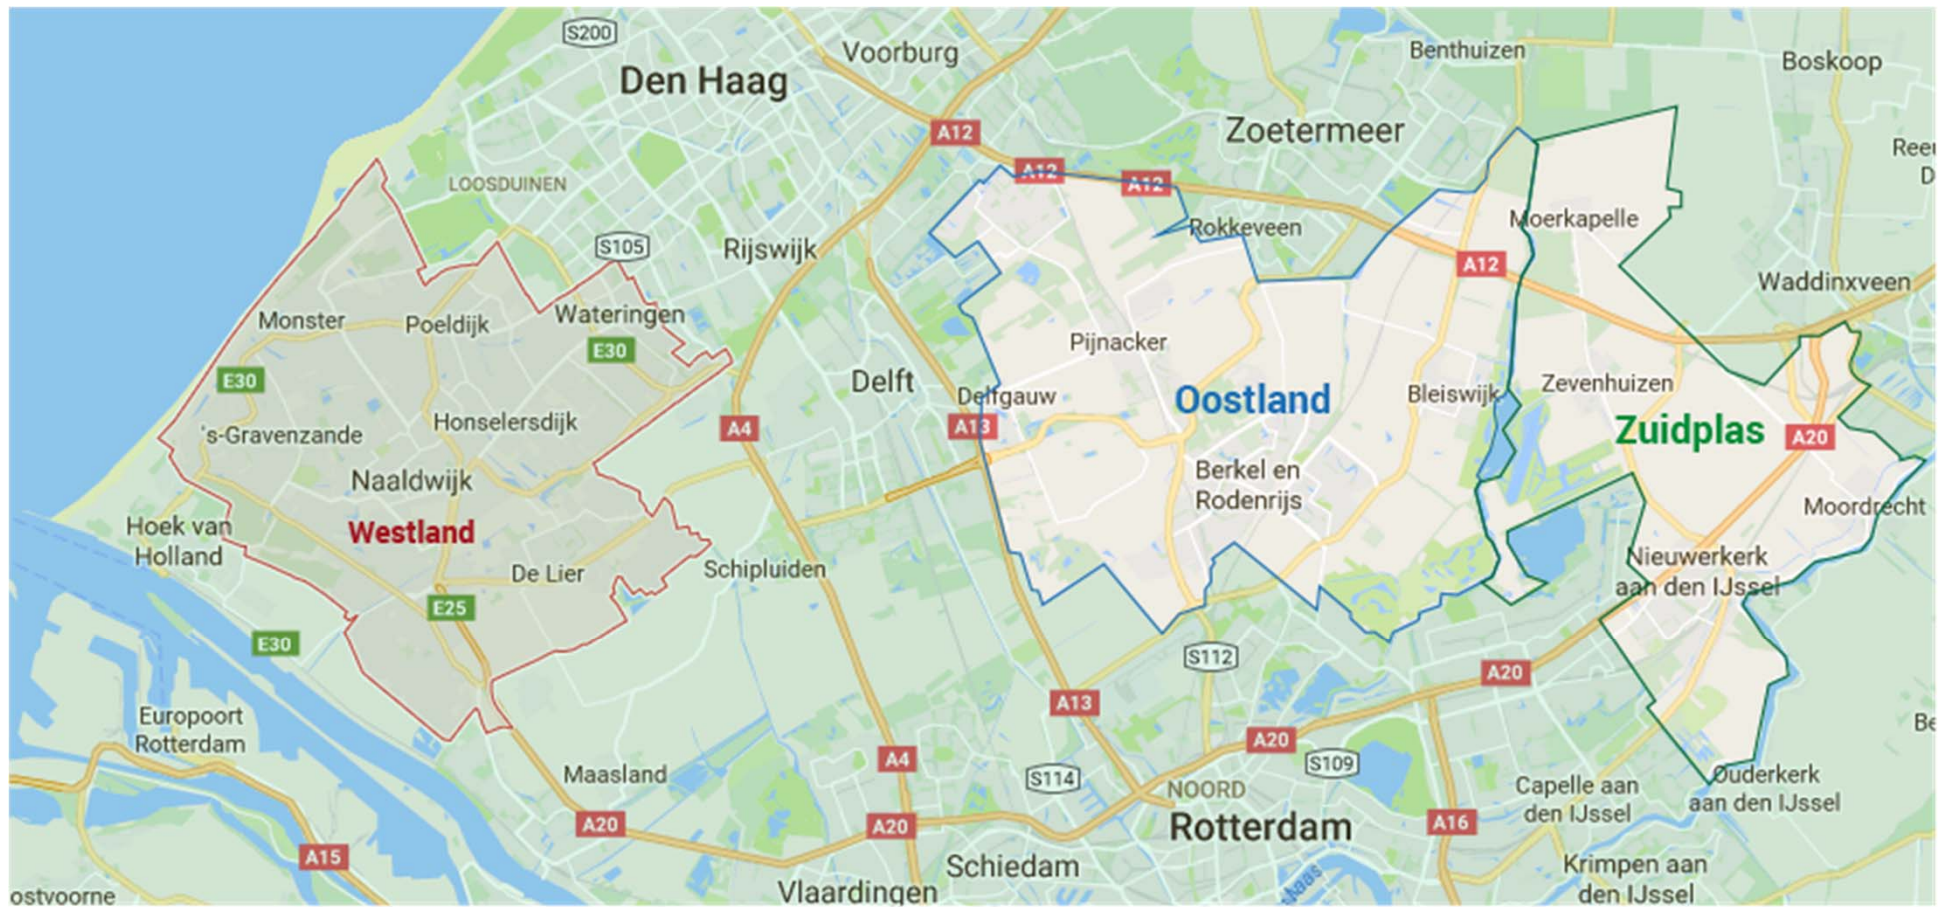 S200
Voorburg
Benthuizen
Boskoop
Den Haag
A12
Zoetermeer
Reeu
D
A12
A12
LOOSDUINEN
S105
Rijswijk
Rokkeveen
Moerkapelle
A12
Waddinxveen
Monster
Poeldijk
Wateringen
E30
Pijnacker
E30
Delft
Delfgauw
Oostland
Bleiswijk
Zevenhuizen
Zuidplas
's-Gravenzande
Honselersdijk
A4
A13
A20
Naaldwijk
Berkel en
Rodenrijs
Moordrecht
Westland
Hoek van
Holland
De Lier
Schipluiden
Nieuwerkerk
aan den IJssel
E25
E30
S112
A20
A13
Europoort
Rotterdam
A20
Be
A4
Maasland
S114
S109
NOORD
Capelle aan
den IJssel
Ouderkerk
aan den IJssel
A20
A20
Rotterdam
A16
A15
Schiedam
Krimpen aan
den IJssel
Vlaardingen
Maas
ostvoorne